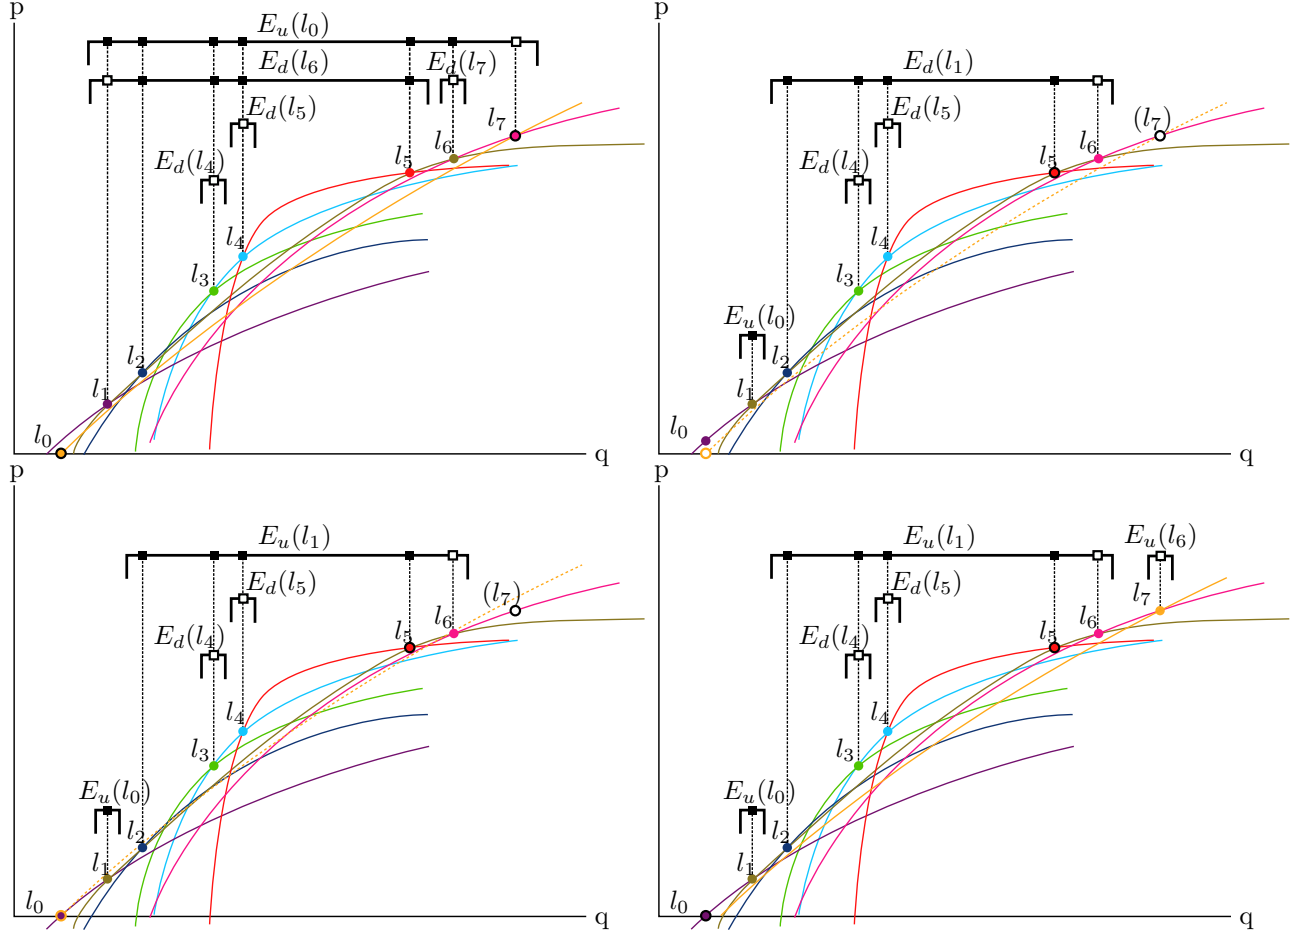 p
E_u(l_0)
E_d(l_6)
E_d(l_7)
E_d(l_5)
E_d(l_4)
l_7
l_6
l_5
l_4
l_3
l_2
l_1
l_0
q
p
E_d(l_1)
E_d(l_5)
(l_7)
E_d(l_4)
l_6
l_5
l_4
l_3
E_u(l_0)
l_2
l_1
l_0
q
p
E_u(l_1)
E_d(l_5)
(l_7)
E_d(l_4)
l_6
l_5
l_4
l_3
E_u(l_0)
l_2
l_1
l_0
q
p
E_u(l_1)
E_u(l_6)
E_d(l_5)
l_7
E_d(l_4)
l_6
l_5
l_4
l_3
E_u(l_0)
l_2
l_1
l_0
q